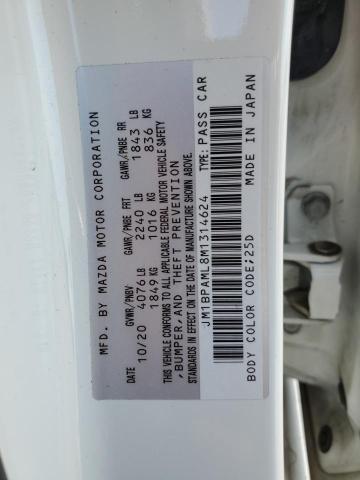 MFD. BY MAZDA MOTOR CORPORATION
DATE GVWR/PNBV GAWR/PNBE FRT GAWR/PNBE RR
10/20 4076 LB 2240 LB 1843 LB
1849 KG 1016 KG 836 KG
THIS VEHICLE CONFORMS TO ALL APPLICABLE FEDERAL MOTOR VEHICLE SAFETY
,BUMPER,AND THEFT PREVENTION
STANDARDS IN EFFECT ON THE DATE OF MANUFACTURE SHOWN ABOVE.
JM1BPAML8M1314624 TYPE: PASS CAR
BODY COLOR CODE;25D MADE IN JAPAN